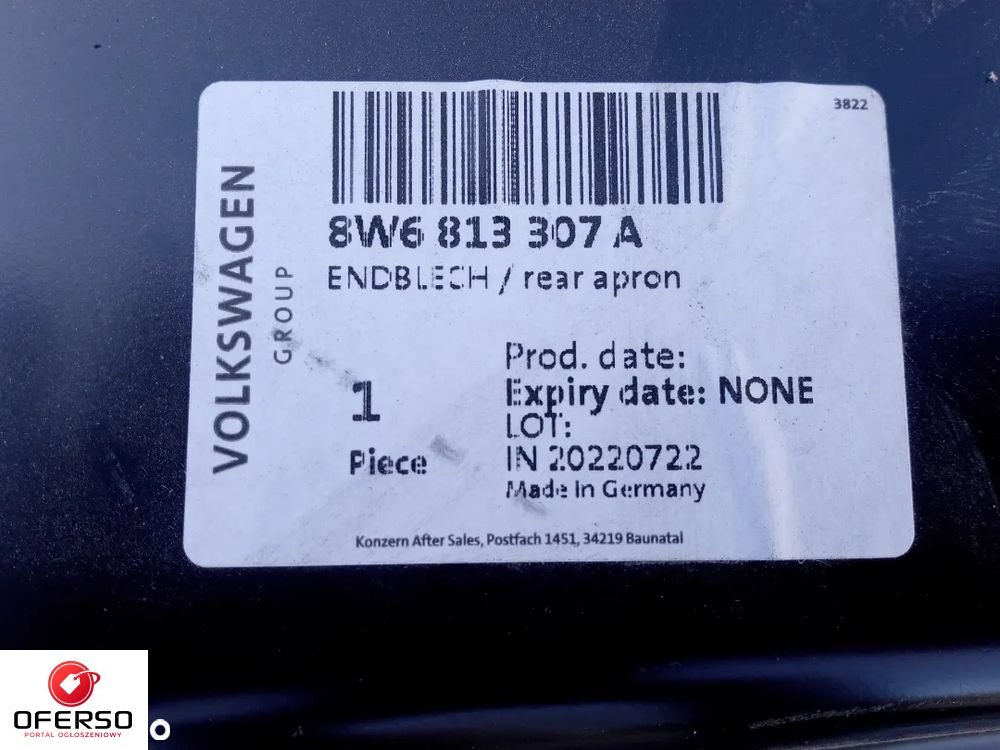 3822
8W6 813 307 A
ENDBLECH / rear apron
VOLKSWAGEN
GROUP
1
Piece
Prod. date:
Expiry date: NONE
LOT:
IN 20220722
Made In Germany
Konzern After Sales, Postfach 1451, 34219 Baunatal
OFERSO
PORTAL OGŁOSZENIOWY